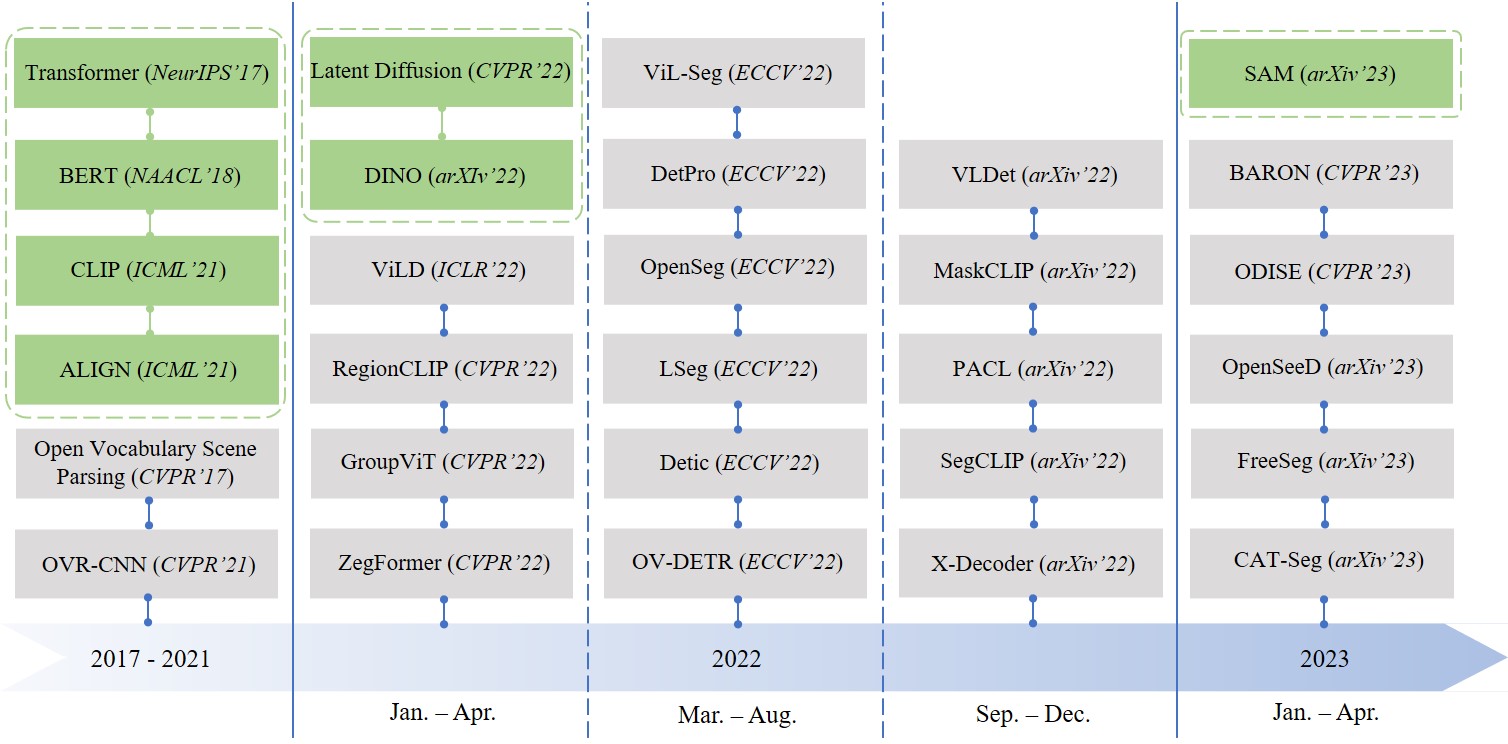 Transformer (NeurIPS’17)
BERT (NAACL’18)
CLIP (ICML’21)
ALIGN (ICML’21)
Open Vocabulary Scene
Parsing (CVPR’17)
OVR-CNN (CVPR’21)
Latent Diffusion (CVPR’22)
DINO (arXIv’22)
ViLD (ICLR’22)
RegionCLIP (CVPR’22)
GroupViT (CVPR’22)
ZegFormer (CVPR’22)
ViL-Seg (ECCV’22)
DetPro (ECCV’22)
OpenSeg (ECCV’22)
LSeg (ECCV’22)
Detic (ECCV’22)
OV-DETR (ECCV’22)
VLDet (arXiv’22)
MaskCLIP (arXiv’22)
PACL (arXiv’22)
SegCLIP (arXiv’22)
X-Decoder (arXiv’22)
SAM (arXiv’23)
BARON (CVPR’23)
ODISE (CVPR’23)
OpenSeeD (arXiv’23)
FreeSeg (arXiv’23)
CAT-Seg (arXiv’23)
2017 - 2021
2022
2023
Jan. – Apr.
Mar. – Aug.
Sep. – Dec.
Jan. – Apr.